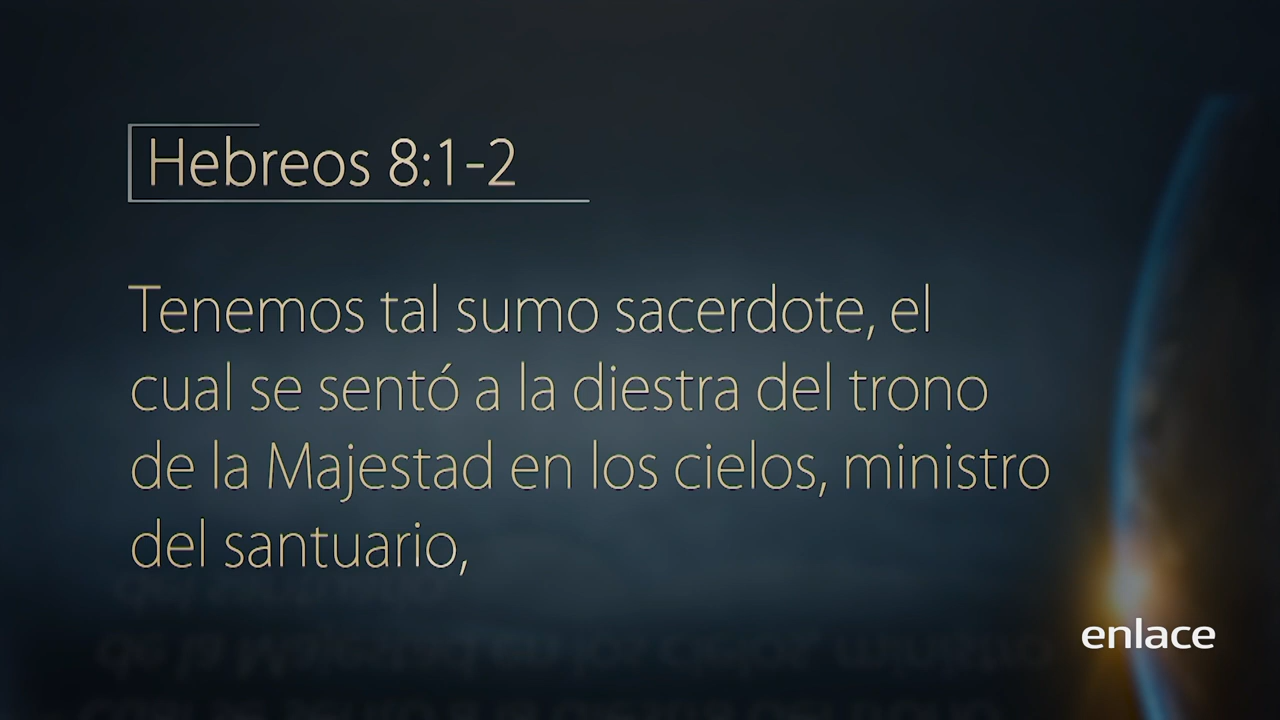 Hebreos 8:1-2
Tenemos tal sumo sacerdote, el
cual se sentó a la diestra del trono
de la Majestad en los cielos, ministro
del santuario,
enlace